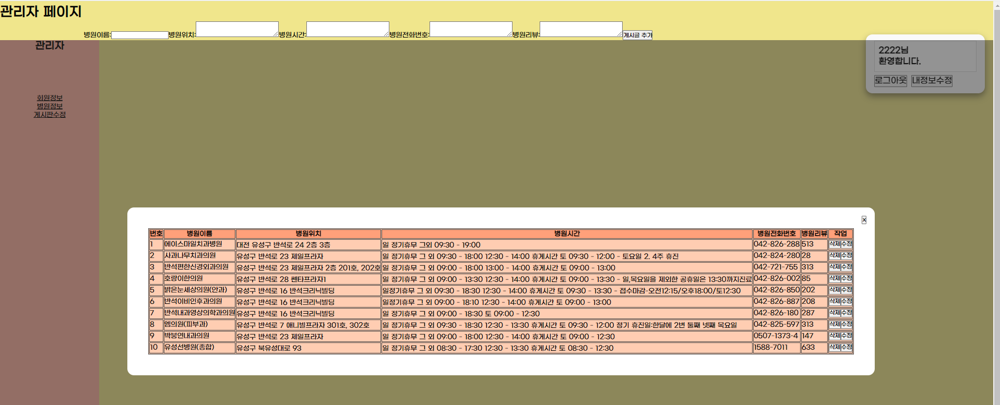 관리자 페이지
병원이름: 병원위치: 병원시간: 병원전화번호: 병원리뷰: 게시글 추가
관리자
2222님
환영합니다.
로그아웃 내정보수정
회원정보
병원정보
게시판수정
x
번호 병원이름 병원위치 병원시간 병원전화번호 병원리뷰 작업
1 에이스마일치과병원 대전 유성구 반석로 24 2층 3층 일 정기휴무 그외 09:30 - 19:00 042-826-288 513 삭제 수정
2 사과나무치과의원 유성구 반석로 23 제일프라자 일 정기휴무 그 외 09:30 - 18:00 12:30 - 14:00 휴게시간 토 09:30 - 12:00 - 토요일 2. 4주 휴진 042-824-280 28 삭제 수정
3 반석편한신경외과의원 유성구 반석로 23 제일프라자 2층 201호, 202호 일 정기휴무 그 외 09:00 - 18:00 13:00 - 14:00 휴게시간 토 09:00 - 13:00 042-721-755 313 삭제 수정
4 호랑이한의원 유성구 반석로 28 쎈타프라자1 일 정기휴무 그 외 09:00 - 13:30 12:30 - 14:00 휴게시간 토 09:00 - 13:30 - 일,목요일을 제외한 공휴일은 13:30까지진료 042-826-002 85 삭제 수정
5 밝은눈세상의원(안과) 유성구 반석로 16 반석크리닉빌딩 일정기휴무 그 외 09:30 - 18:30 12:30 - 14:00 휴게시간 토 09:30 - 13:30 - 접수마감-오전12:15/오후18:00/토12:30 042-826-850 202 삭제 수정
6 반석이비인후과의원 유성구 반석로 16 반석크리닉빌딩 일정기휴무 그 외 09:00 - 18:10 12:30 - 14:00 휴게시간 토 09:00 - 13:00 042-826-887 208 삭제 수정
7 반석내과영상의학과의원 유성구 반석로 16 반석크리닉빌딩 일 정기휴무 그 외 09:00 - 18:30 토 09:00 - 12:30 042-826-180 287 삭제 수정
8 엠의원(피부과) 유성구 반석로 7 애니빌프라자 301호, 302호 일 정기휴무 그 외 09:30 - 18:30 12:30 - 13:30 휴게시간 토 09:30 - 12:00 정기 휴진일:한달에 2번 둘째 넷째 목요일 042-825-597 313 삭제 수정
9 박붕연내과의원 유성구 반석로 23 제일프라자 일 정기휴무 그 외 09:00 - 18:00 12:30 - 14:00 휴게시간 토 09:00 - 12:30 0507-1373-4 147 삭제 수정
10 유성선병원(종합) 유성구 북유성대로 93 일 정기휴무 그 외 08:30 - 17:30 12:30 - 13:30 휴게시간 토 08:30 - 12:30 1588-7011 633 삭제 수정